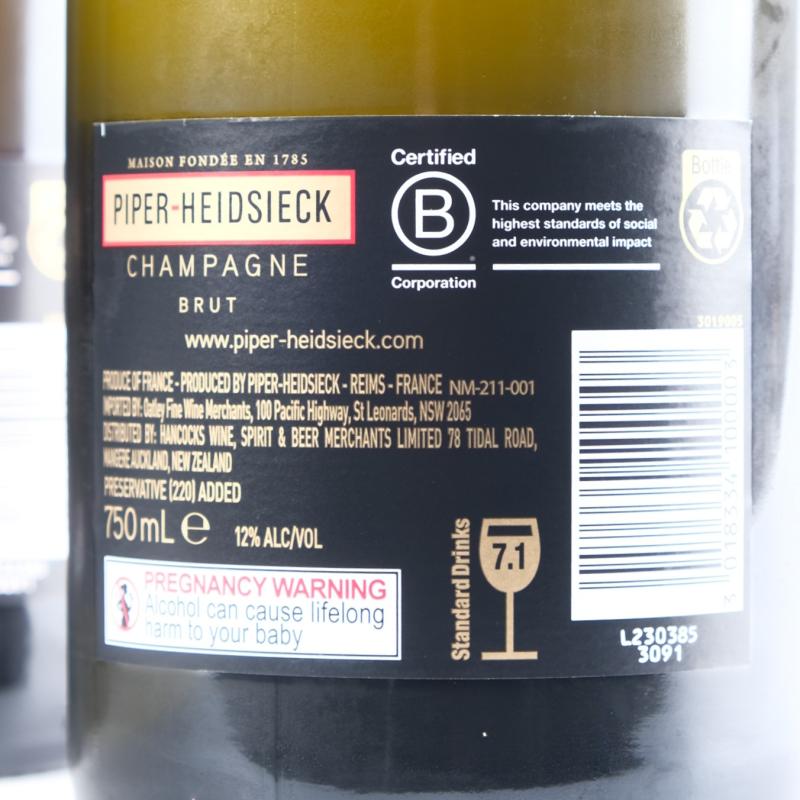 MAISON FONDÉE EN 1785
PIPER-HEIDSIECK
CHAMPAGNE
BRUT
www.piper-heidsieck.com
Certified
B
Corporation
This company meets the
highest standards of social
and environmental impact
Bottle
3019005
PRODUCE OF FRANCE - PRODUCED BY PIPER-HEIDSIECK - REIMS - FRANCE NM-211-001
IMPORTED BY: Oatley Fine Wine Merchants, 100 Pacific Highway, St Leonards, NSW 2065
DISTRIBUTED BY: HANCOCKS WINE, SPIRIT & BEER MERCHANTS LIMITED 78 TIDAL ROAD,
MANGERE AUCKLAND, NEW ZEALAND
PRESERVATIVE (220) ADDED
750mL e 12% ALC/VOL
PREGNANCY WARNING
Alcohol can cause lifelong
harm to your baby
Standard Drinks
7.1
L230385
3091